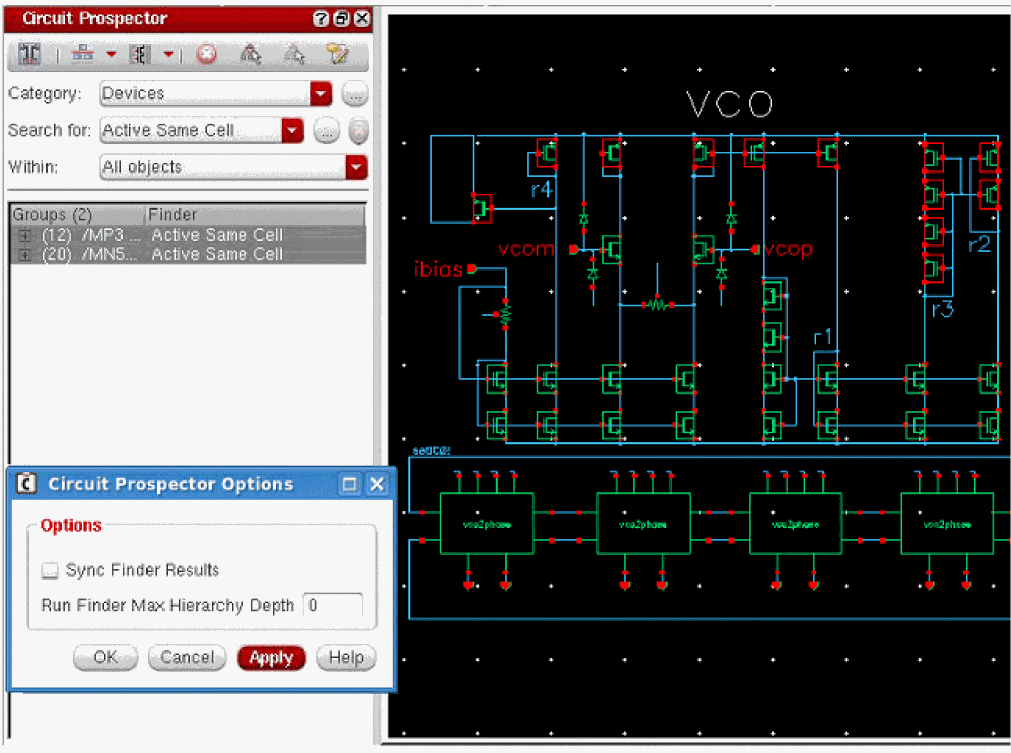 Circuit Prospector
Category: Devices
Search for: Active Same Cell
Within: All objects
Groups (2) Finder
(12) /MP3 ... Active Same Cell
(20) /MN5... Active Same Cell
Circuit Prospector Options
Options
Sync Finder Results
Run Finder Max Hierarchy Depth 0
OK Cancel Apply Help
VCO
r4
vcom
vcop
ibias
r2
r3
r1
vco2phase vco2phase vco2phase vco2phase